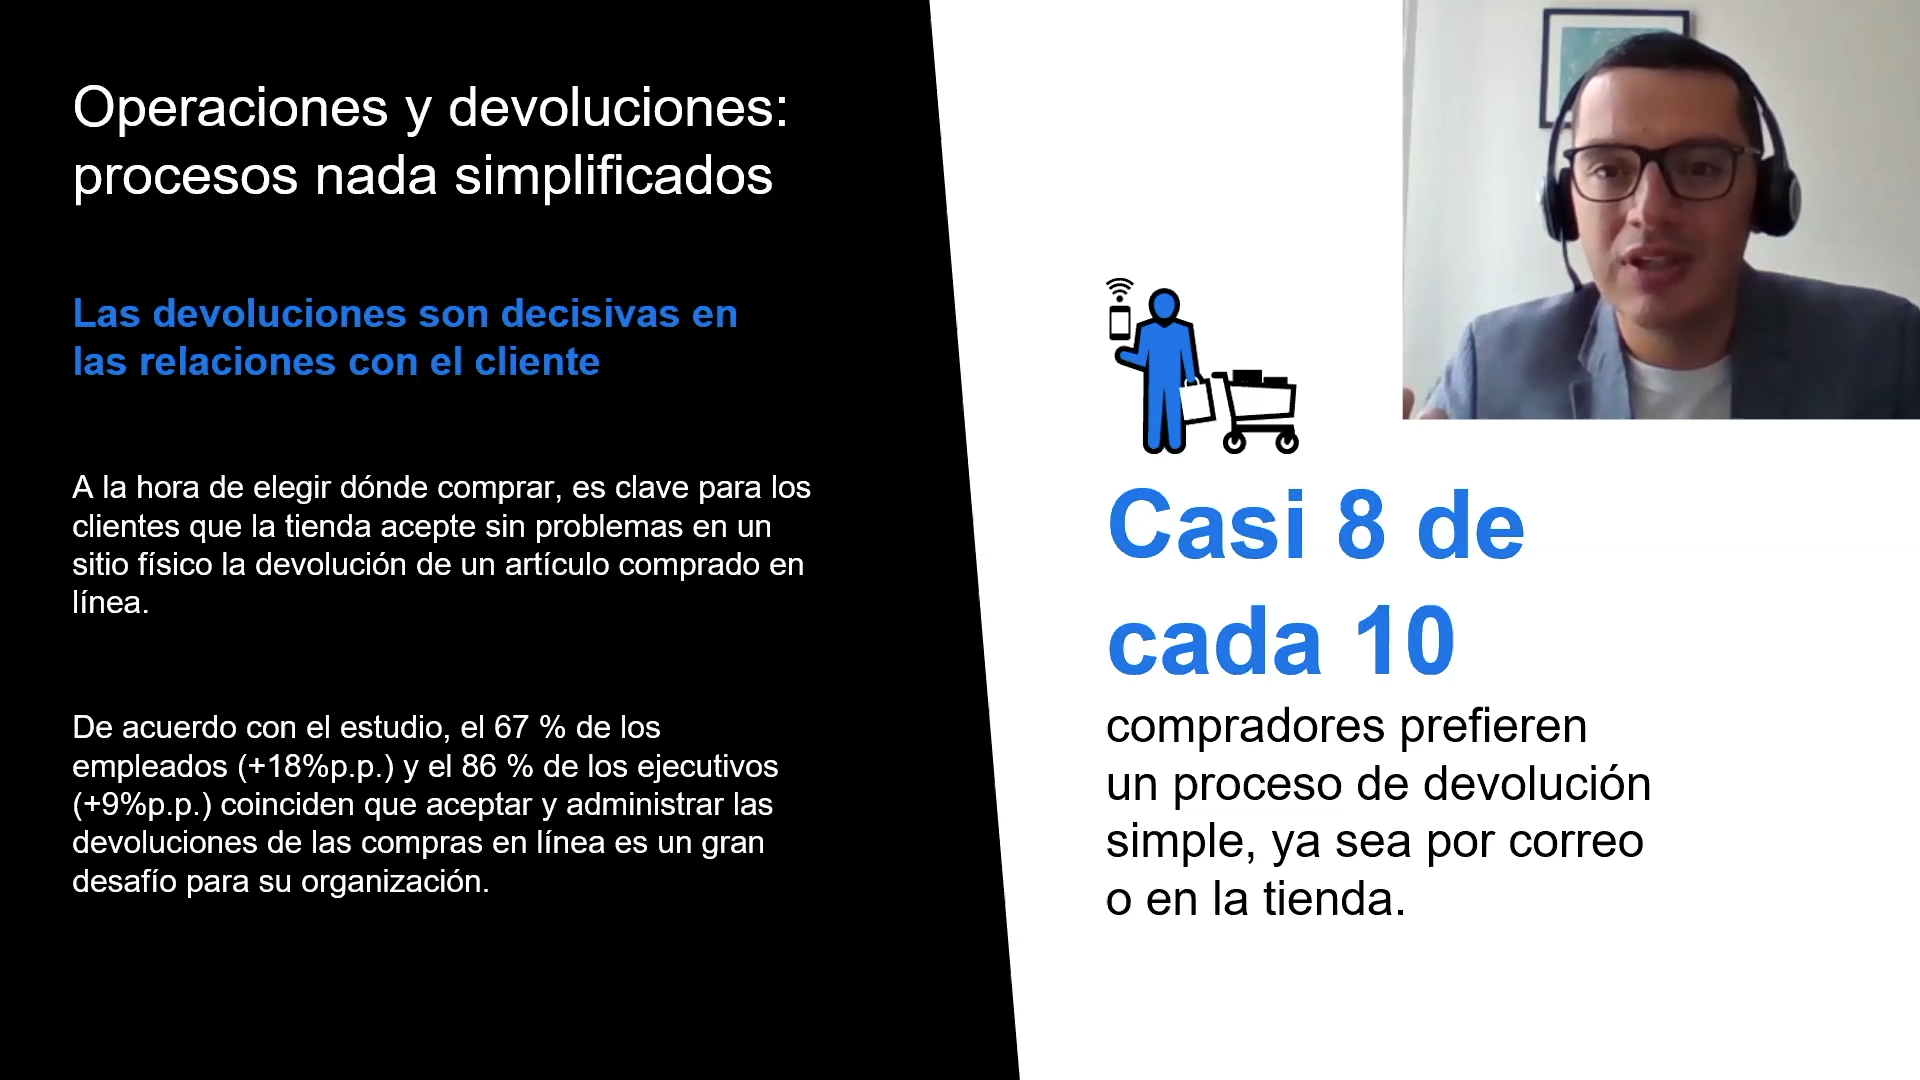 Operaciones y devoluciones:
procesos nada simplificados
Las devoluciones son decisivas en
las relaciones con el cliente
A la hora de elegir dónde comprar, es clave para los
clientes que la tienda acepte sin problemas en un
sitio físico la devolución de un artículo comprado en
línea.
De acuerdo con el estudio, el 67 % de los
empleados (+18%p.p.) y el 86 % de los ejecutivos
(+9%p.p.) coinciden que aceptar y administrar las
devoluciones de las compras en línea es un gran
desafío para su organización.
Casi 8 de
cada 10
compradores prefieren
un proceso de devolución
simple, ya sea por correo
o en la tienda.